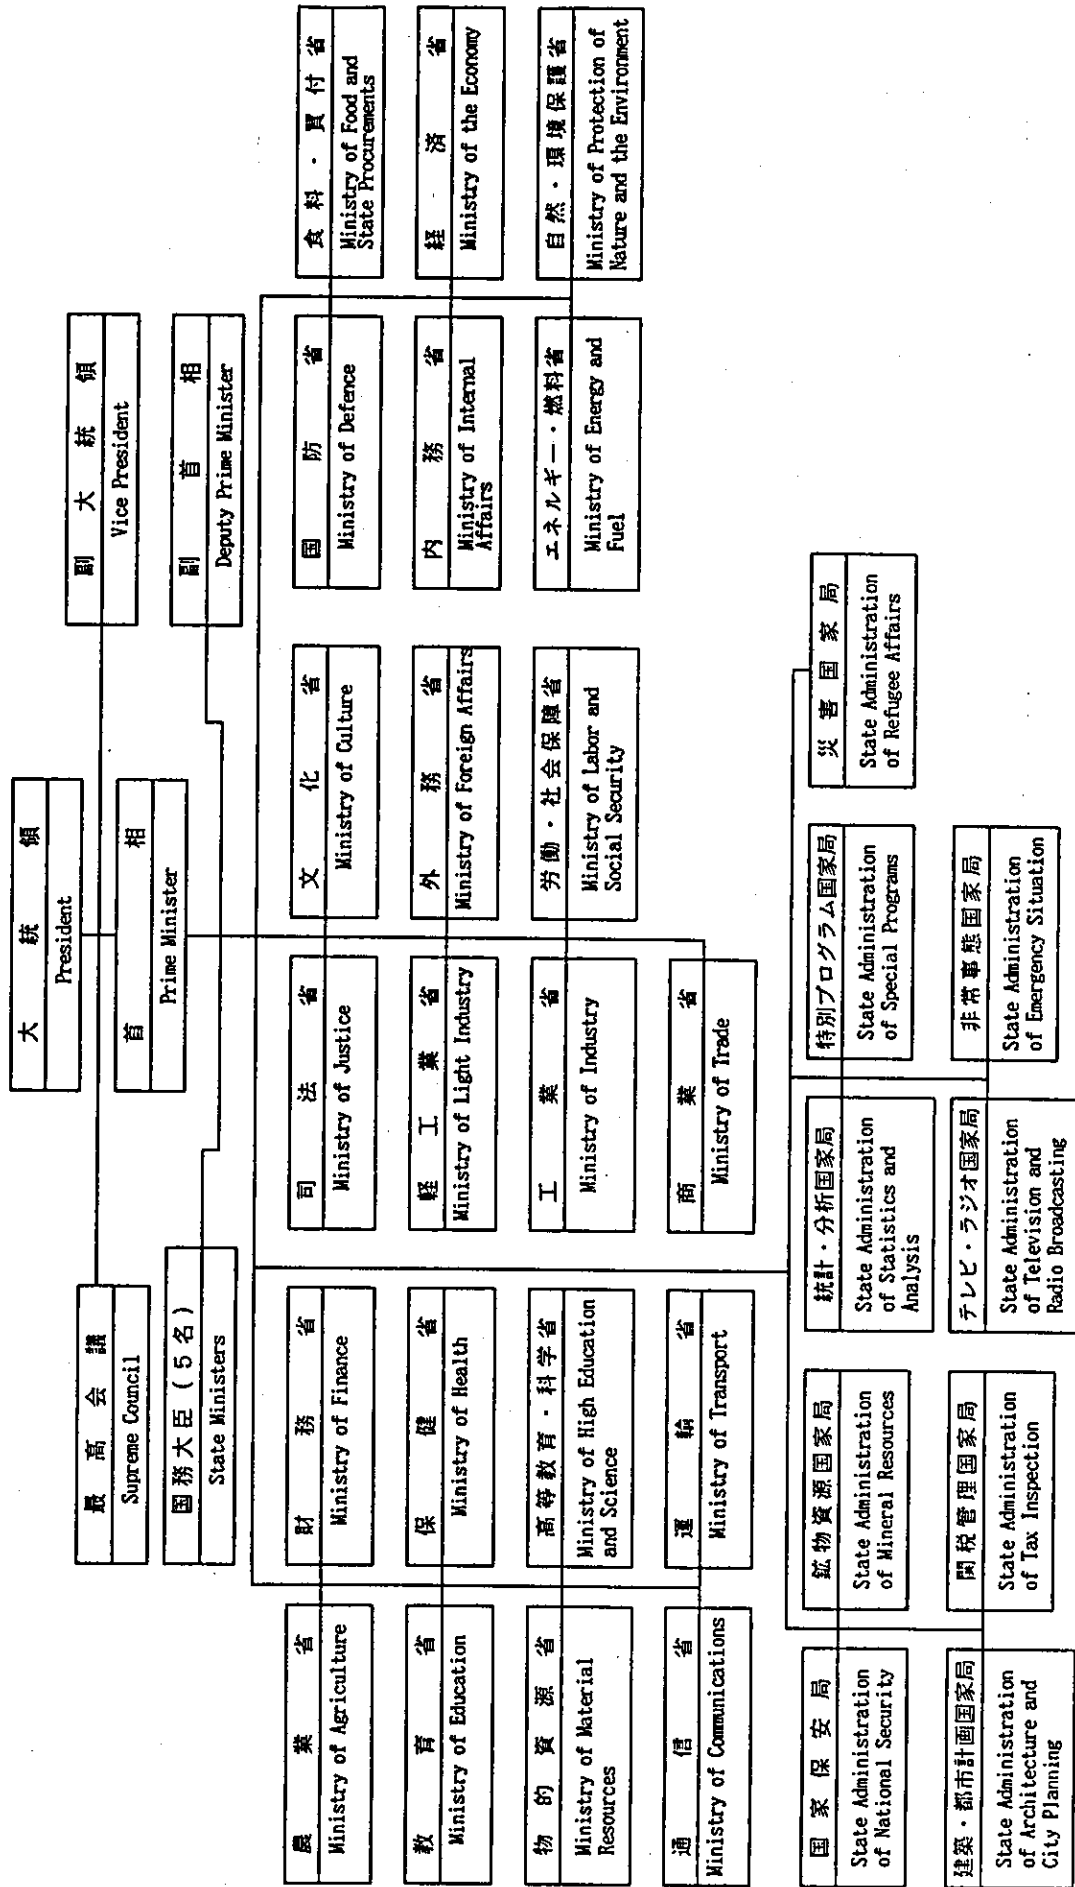 大統領
President
最高会議
Supreme Council
首相
Prime Minister
副大統領
Vice President
国務大臣(5名)
State Ministers
副首相
Deputy Prime Minister
農業省
Ministry of Agriculture
財務省
Ministry of Finance
司法省
Ministry of Justice
文化省
Ministry of Culture
国防省
Ministry of Defence
食料・買付省
Ministry of Food and
State Procurements
教育省
Ministry of Education
保健省
Ministry of Health
軽工業省
Ministry of Light Industry
外務省
Ministry of Foreign Affairs
内務省
Ministry of Internal
Affairs
経済省
Ministry of the Economy
物的資源省
Ministry of Material
Resources
高等教育・科学省
Ministry of High Education
and Science
工業省
Ministry of Industry
労働・社会保障省
Ministry of Labor and
Social Security
エネルギー・燃料省
Ministry of Energy and
Fuel
自然・環境保護省
Ministry of Protection of
Nature and the Environment
通信省
Ministry of Communications
運輸省
Ministry of Transport
商業省
Ministry of Trade
国家保安局
State Administration
of National Security
鉱物資源国家局
State Administration
of Mineral Resources
統計・分析国家局
State Administration
of Statistics and
Analysis
特別プログラム国家局
State Administration
of Special Programs
災害国家局
State Administration
of Refugee Affairs
建築・都市計画国家局
State Administration
of Architecture and
City Planning
関税管理国家局
State Administration
of Tax Inspection
テレビ・ラジオ国家局
State Administration
of Television and
Radio Broadcasting
非常事態国家局
State Administration
of Emergency Situation